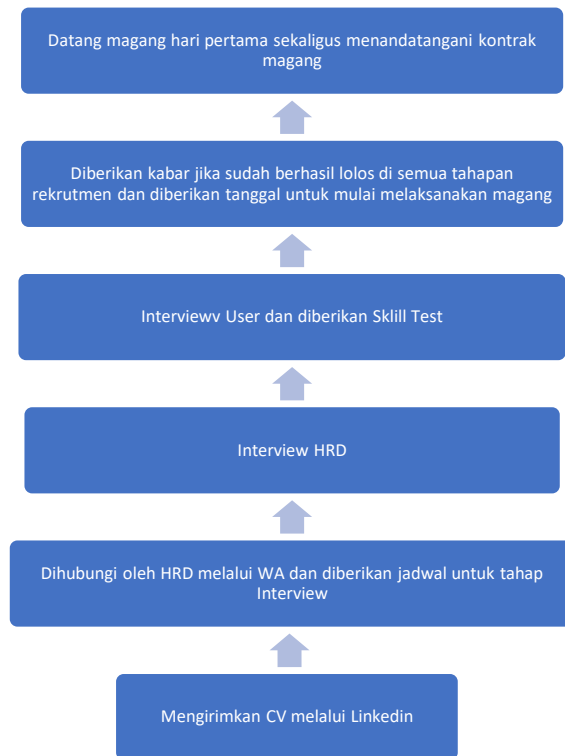 Datang magang hari pertama sekaligus menandatangani kontrak
magang
Diberikan kabar jika sudah berhasil lolos di semua tahapan
rekrutmen dan diberikan tanggal untuk mulai melaksanakan magang
Interviewv User dan diberikan Sklill Test
Interview HRD
Dihubungi oleh HRD melalui WA dan diberikan jadwal untuk tahap
Interview
Mengirimkan CV melalui Linkedin